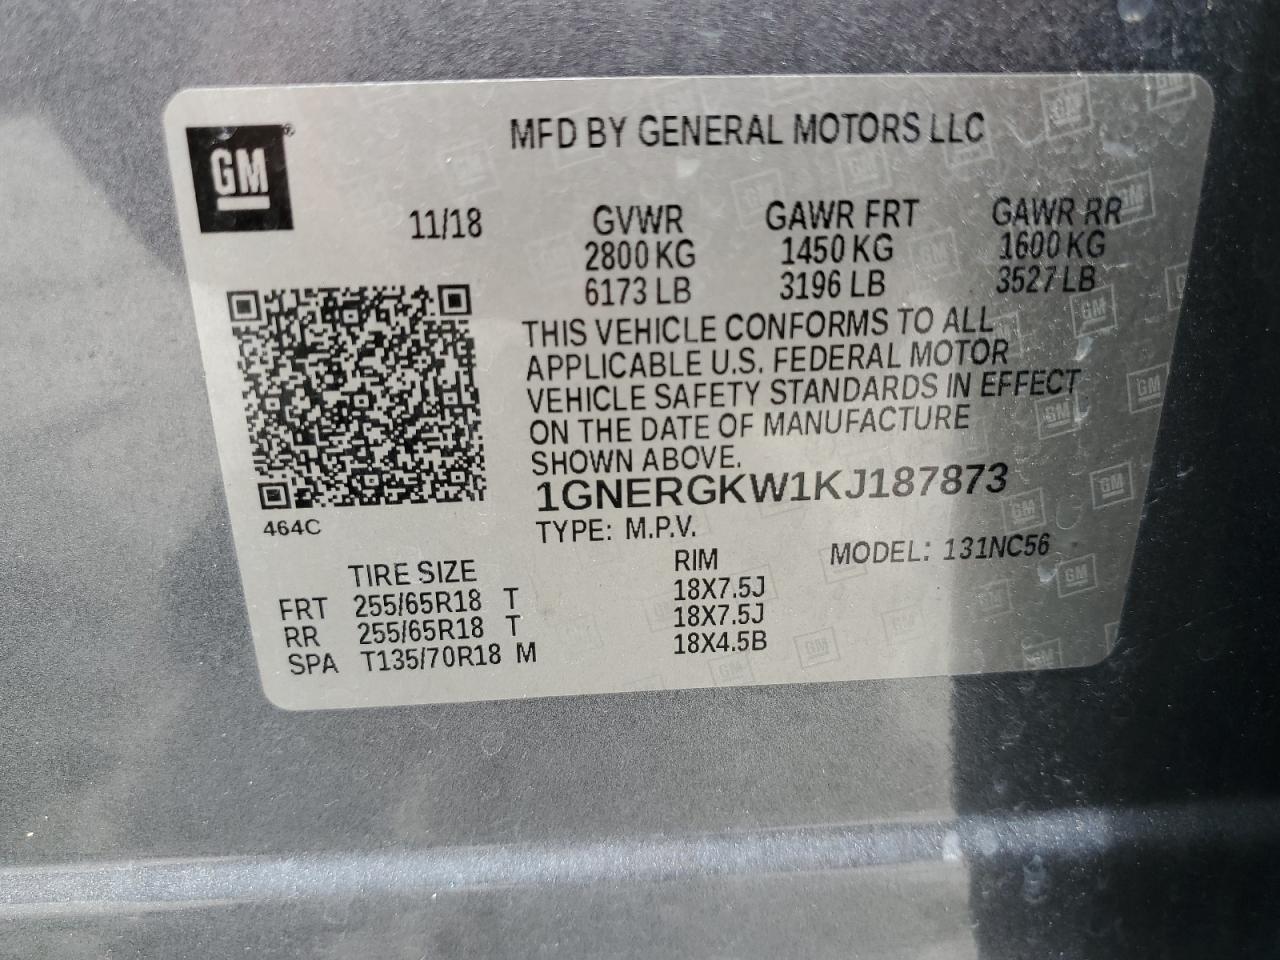 MFD BY GENERAL MOTORS LLC
GM®
11/18
GVWR GAWR FRT GAWR RR
2800 KG 1450 KG 1600 KG
6173 LB 3196 LB 3527 LB
THIS VEHICLE CONFORMS TO ALL
APPLICABLE U.S. FEDERAL MOTOR
VEHICLE SAFETY STANDARDS IN EFFECT
ON THE DATE OF MANUFACTURE
SHOWN ABOVE.
1GNERGKW1KJ187873
464C
TYPE: M.P.V.
MODEL: 131NC56
TIRE SIZE RIM
FRT 255/65R18 T 18X7.5J
RR 255/65R18 T 18X7.5J
SPA T135/70R18 M 18X4.5B